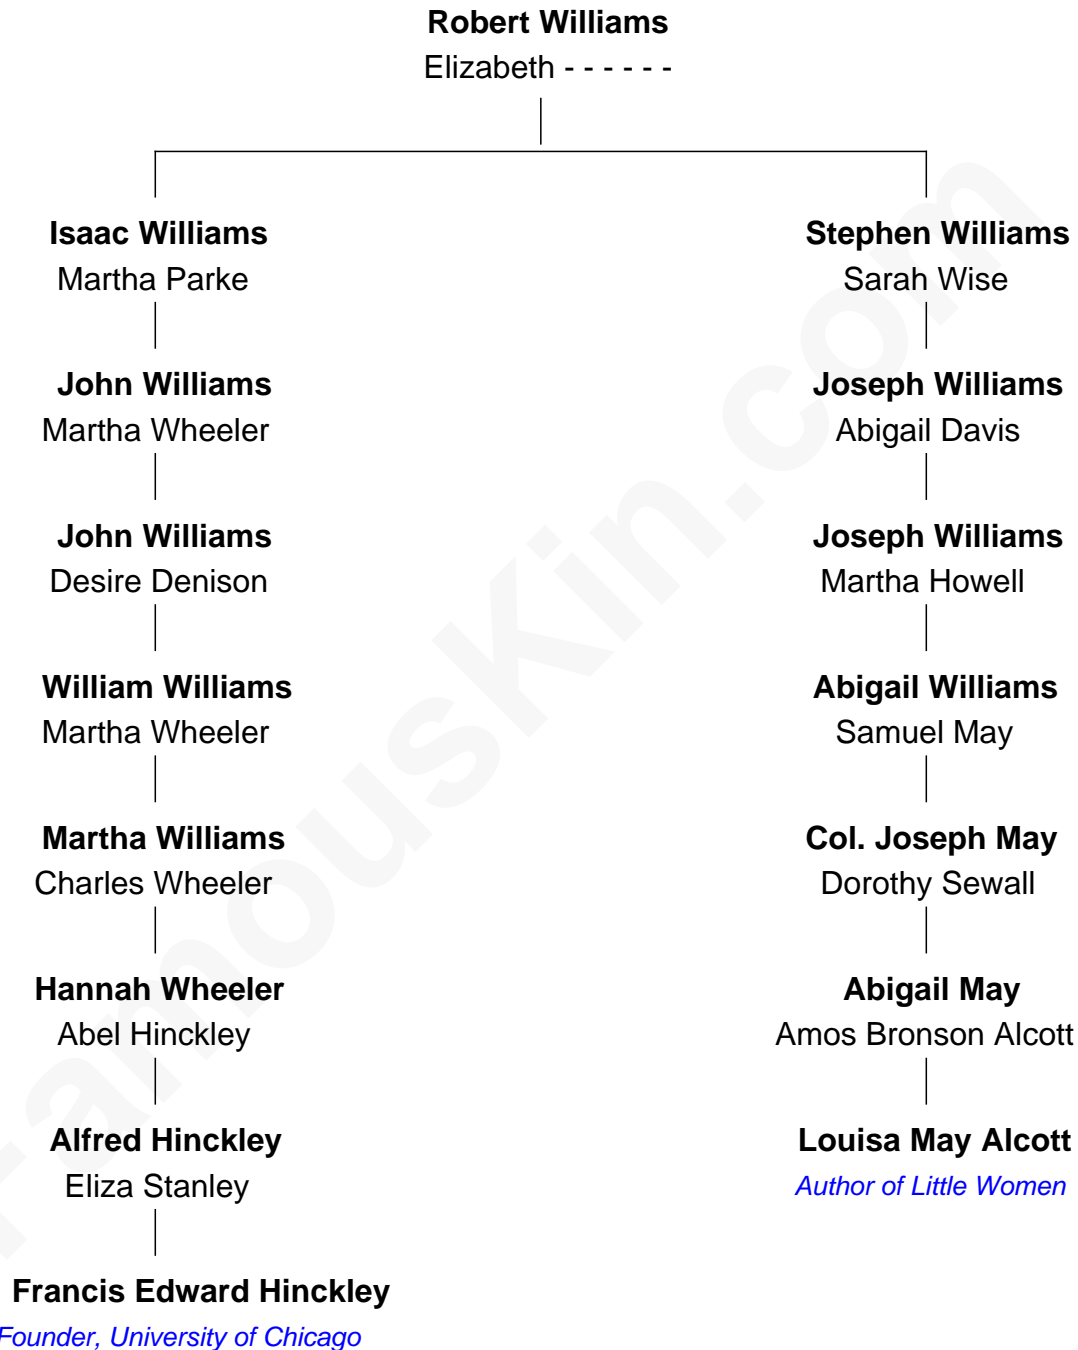 Robert Williams
Elizabeth - - - - - -
Isaac Williams
Martha Parke
John Williams
Martha Wheeler
John Williams
Desire Denison
William Williams
Martha Wheeler
Martha Williams
Charles Wheeler
Hannah Wheeler
Abel Hinckley
Alfred Hinckley
Eliza Stanley
Francis Edward Hinckley
Founder, University of Chicago
Stephen Williams
Sarah Wise
Joseph Williams
Abigail Davis
Joseph Williams
Martha Howell
Abigail Williams
Samuel May
Col. Joseph May
Dorothy Sewall
Abigail May
Amos Bronson Alcott
Louisa May Alcott
Author of Little Women
FamousKin.com